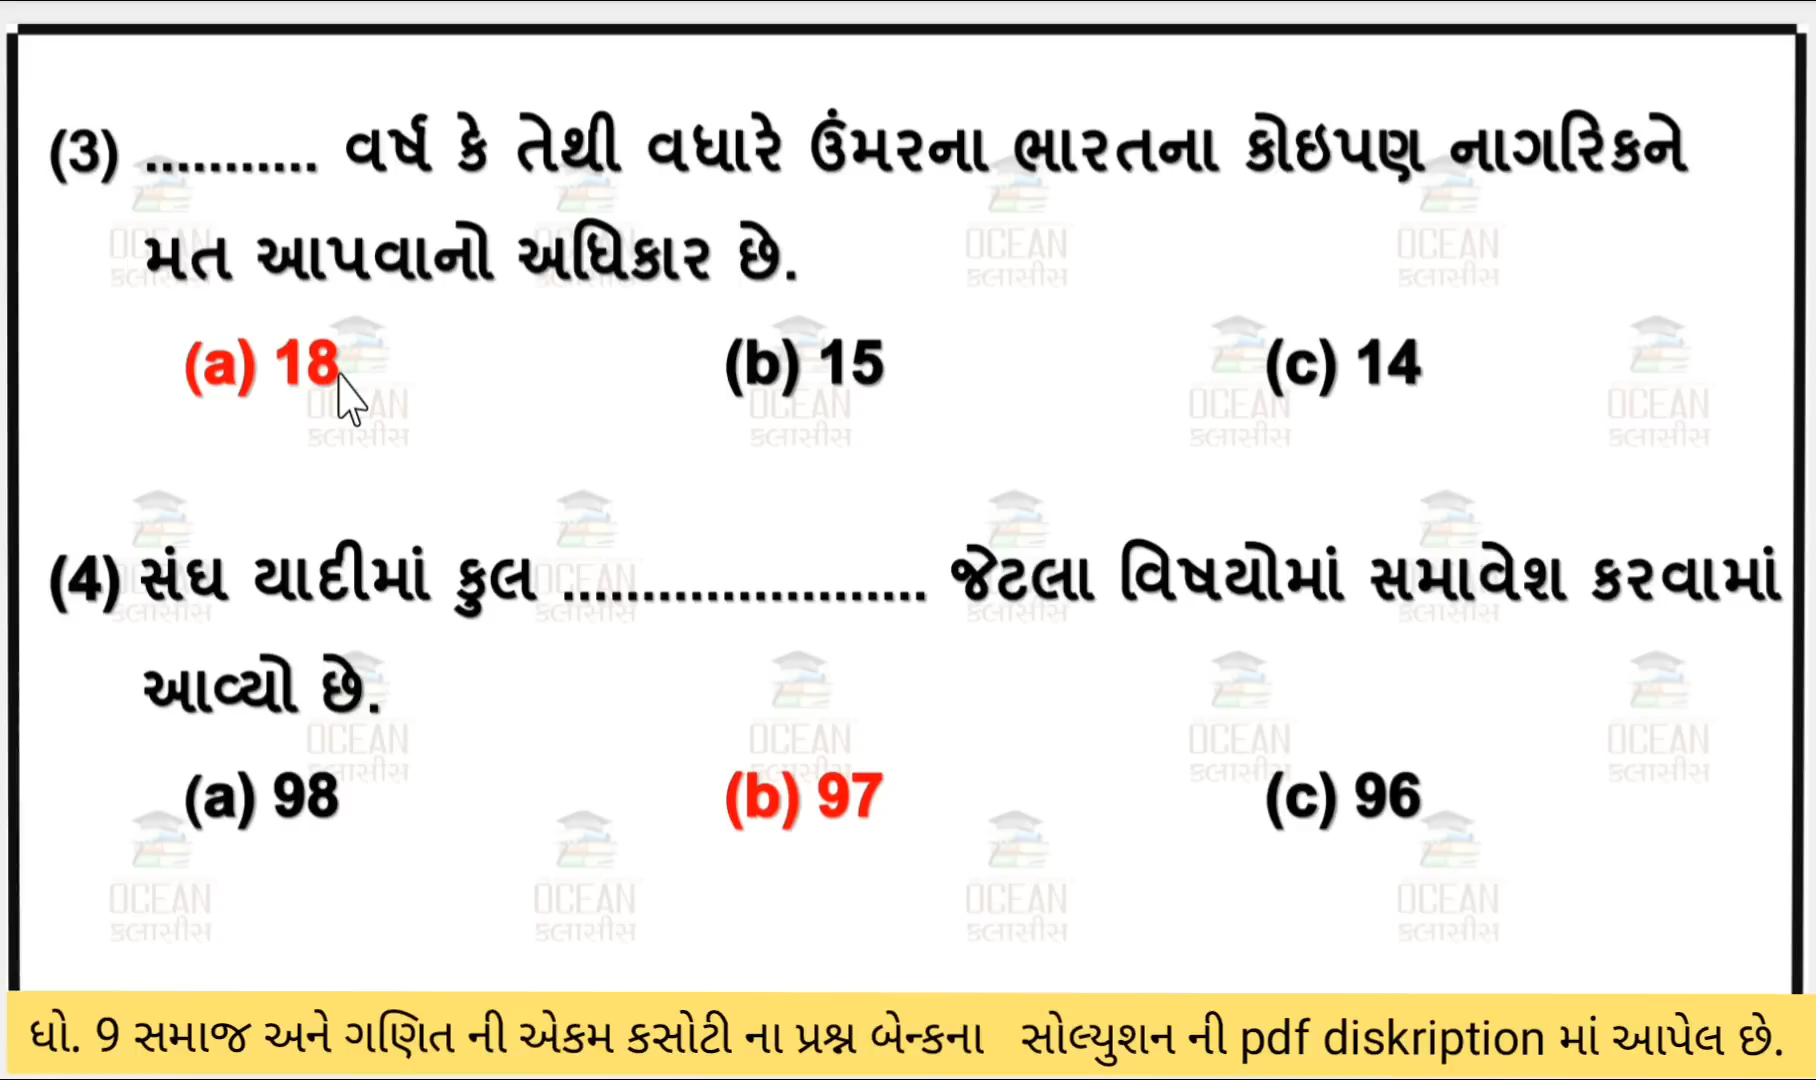 (3) ........... વર્ષ કે તેથી વધારે ઉંમરના ભારતના કોઇપણ નાગરિકને
મત આપવાનો અધિકાર છે.
(a) 18 (b) 15 (c) 14
(4) સંઘ યાદીમાં કુલ ....................... જેટલા વિષયોમાં સમાવેશ કરવામાં
આવ્યો છે.
(a) 98 (b) 97 (c) 96
OCEAN
ક્લાસીસ
ધો. 9 સમાજ અને ગણિત ની એકમ કસોટી ના પ્રશ્ન બેન્કના સોલ્યુશન ની pdf diskription માં આપેલ છે.